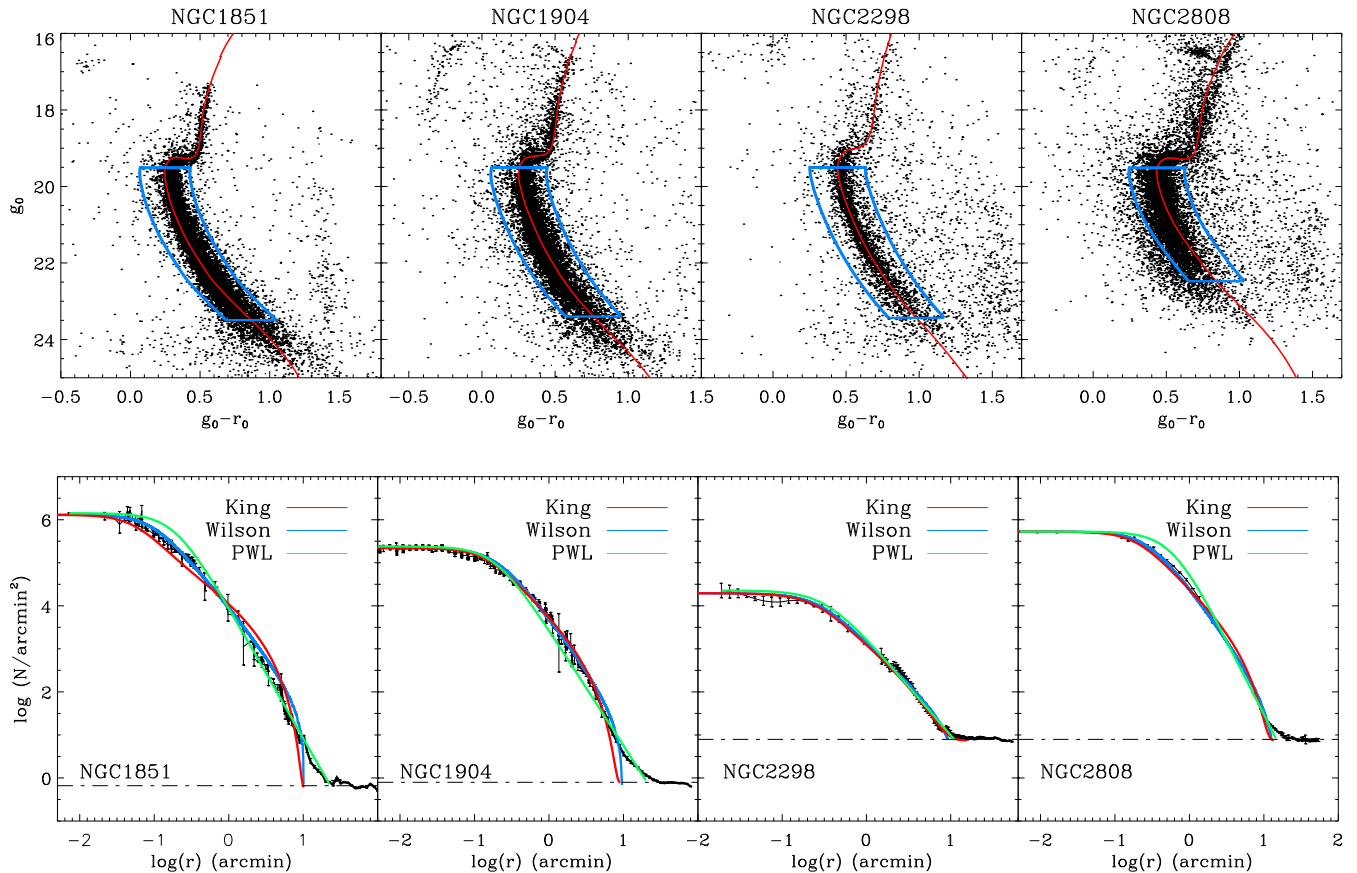 NGC1851 NGC1904 NGC2298 NGC2808
16
18
20
22
24
g₀
−0.5 0.0 0.5 1.0 1.5 0.0 0.5 1.0 1.5 0.0 0.5 1.0 1.5 0.0 0.5 1.0 1.5
g₀−r₀ g₀−r₀ g₀−r₀ g₀−r₀
6
4
2
0
log (N/arcmin²)
King King King King
Wilson Wilson Wilson Wilson
PWL PWL PWL PWL
NGC1851 NGC1904 NGC2298 NGC2808
−2 −1 0 1 −2 −1 0 1 −2 −1 0 1 −2 −1 0 1 2
log(r) (arcmin) log(r) (arcmin) log(r) (arcmin) log(r) (arcmin)